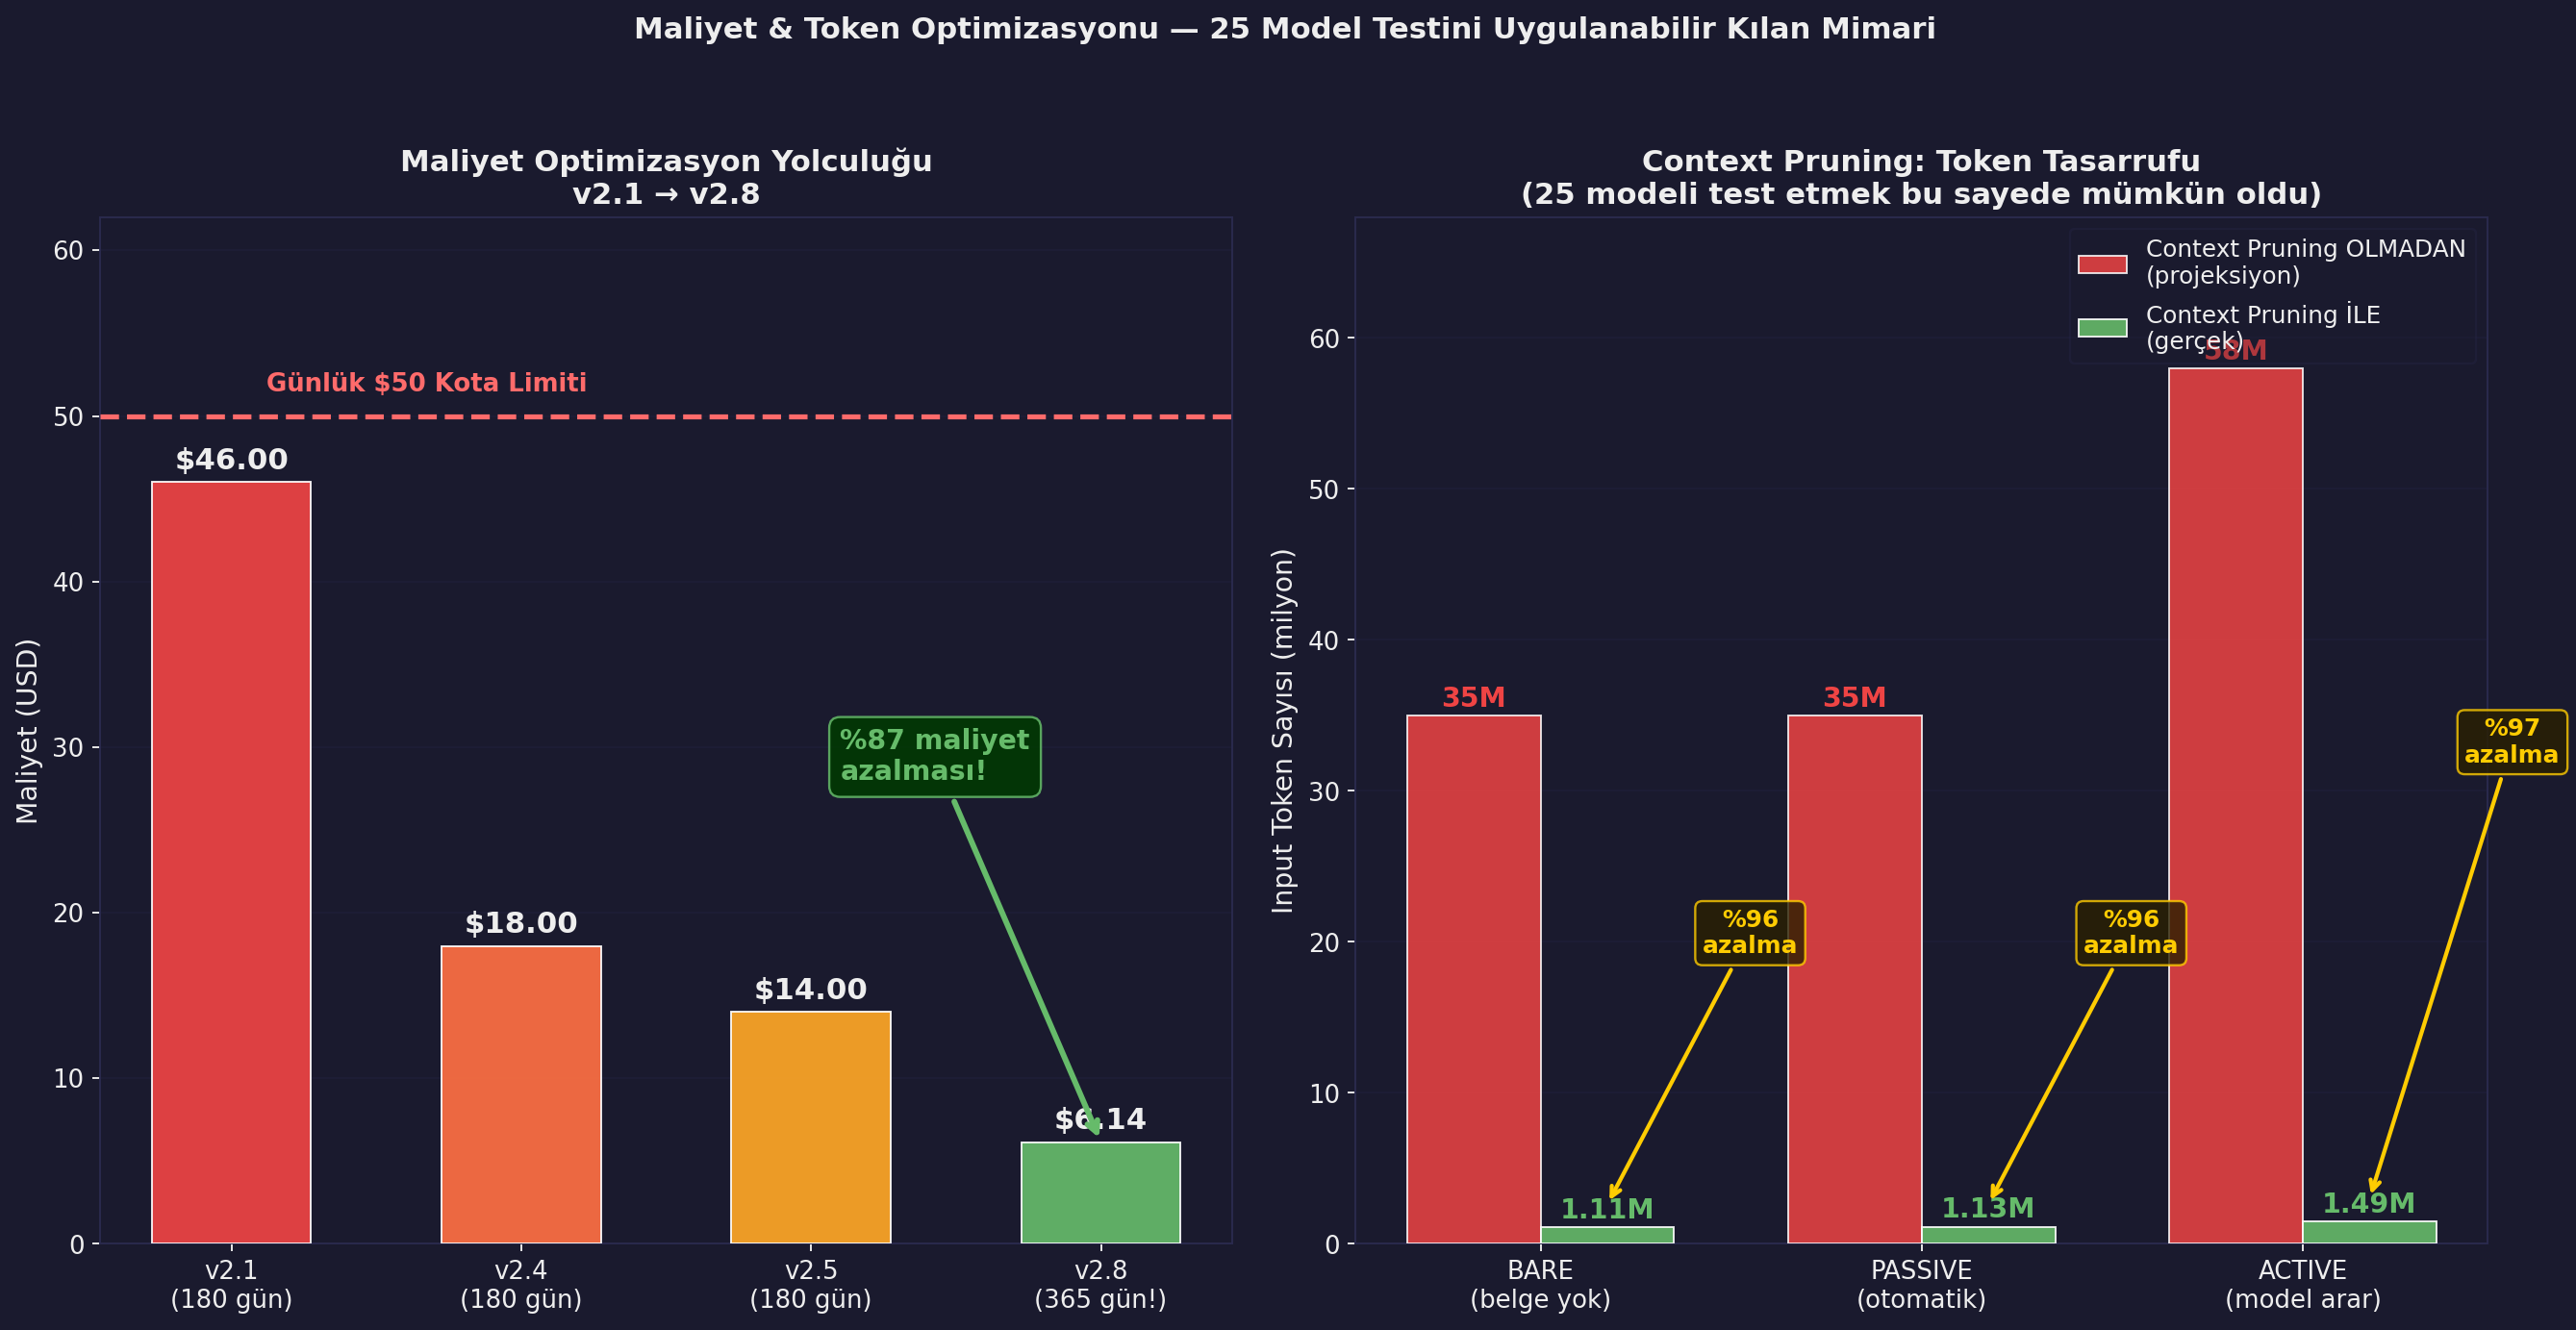 Maliyet & Token Optimizasyonu — 25 Model Testini Uygulanabilir Kılan Mimari
Maliyet Optimizasyon Yolculuğu
v2.1 → v2.8
Maliyet (USD)
60
50
40
30
20
10
0
Günlük $50 Kota Limiti
$46.00
$18.00
$14.00
$6.14
%87 maliyet
azalması!
v2.1
(180 gün)
v2.4
(180 gün)
v2.5
(180 gün)
v2.8
(365 gün!)
Context Pruning: Token Tasarrufu
(25 modeli test etmek bu sayede mümkün oldu)
Input Token Sayısı (milyon)
60
50
40
30
20
10
0
Context Pruning OLMADAN
(projeksiyon)
Context Pruning İLE
(gerçek)
35M
1.11M
%96
azalma
35M
1.13M
%96
azalma
58M
1.49M
%97
azalma
BARE
(belge yok)
PASSIVE
(otomatik)
ACTIVE
(model arar)